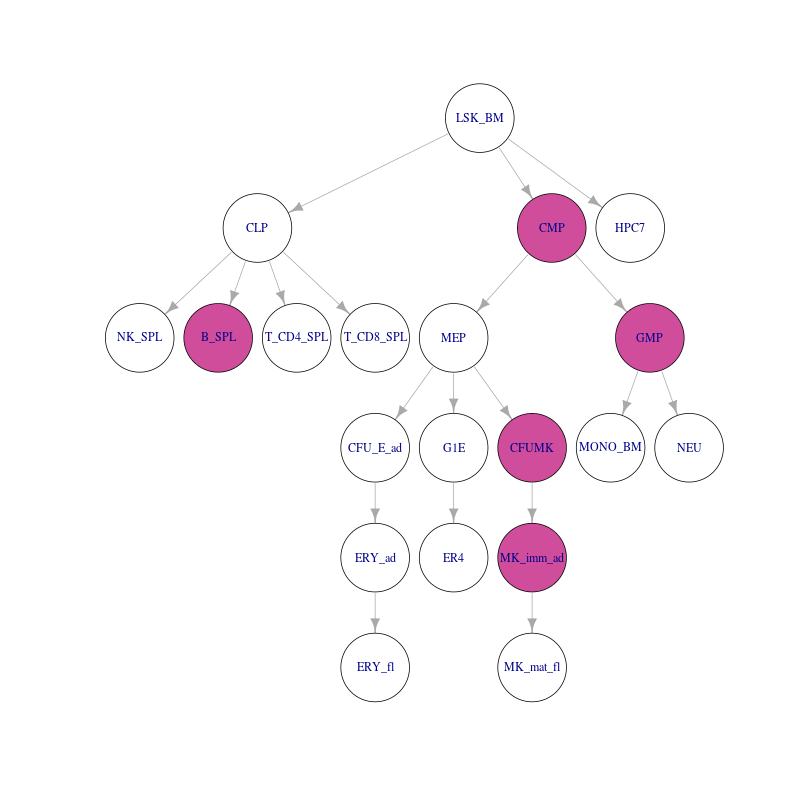 LSK_BM
CLP
CMP
HPC7
NK_SPL
B_SPL
T_CD4_SPL
T_CD8_SPL
MEP
GMP
CFU_E_ad
G1E
CFUMK
MONO_BM
NEU
ERY_ad
ER4
MK_imm_ad
ERY_fl
MK_mat_fl